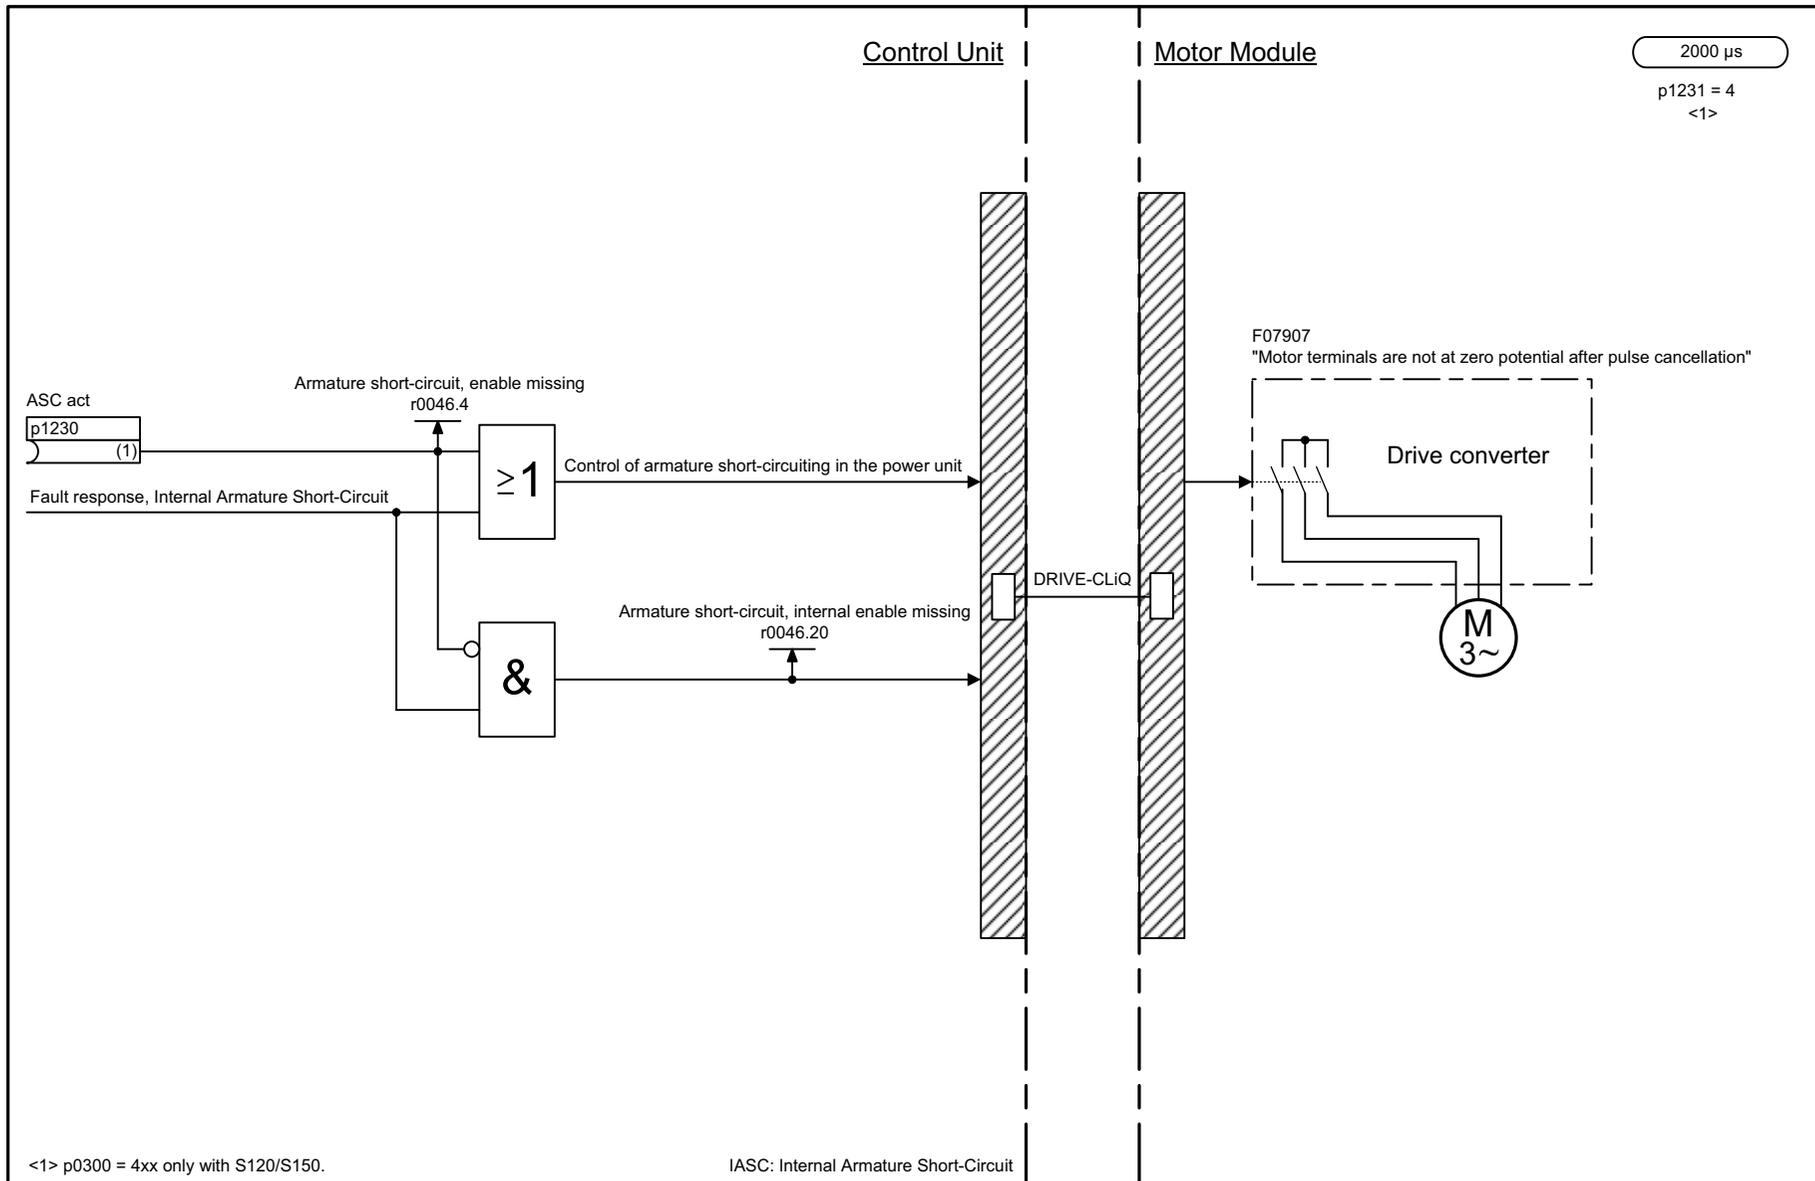 Control Unit
Motor Module
2000 µs
p1231 = 4
<1>
F07907
"Motor terminals are not at zero potential after pulse cancellation"
Armature short-circuit, enable missing
r0046.4
ASC act
p1230
(1)
≥1
Control of armature short-circuiting in the power unit
Drive converter
Fault response, Internal Armature Short-Circuit
DRIVE-CLiQ
Armature short-circuit, internal enable missing
r0046.20
M
3~
&
<1> p0300 = 4xx only with S120/S150.
IASC: Internal Armature Short-Circuit